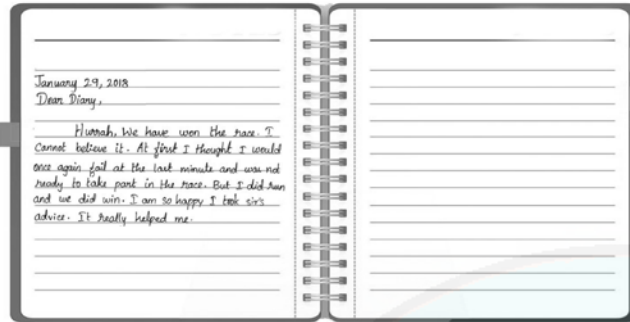 January 29, 2018
Dear Diary,
Hurrah, We have won the race. I
Cannot believe it. At first I thought I would
once again fail at the last minute and was not
ready to take part in the race. But I did run
and we did win. I am so happy I took sir's
advice. It really helped me.